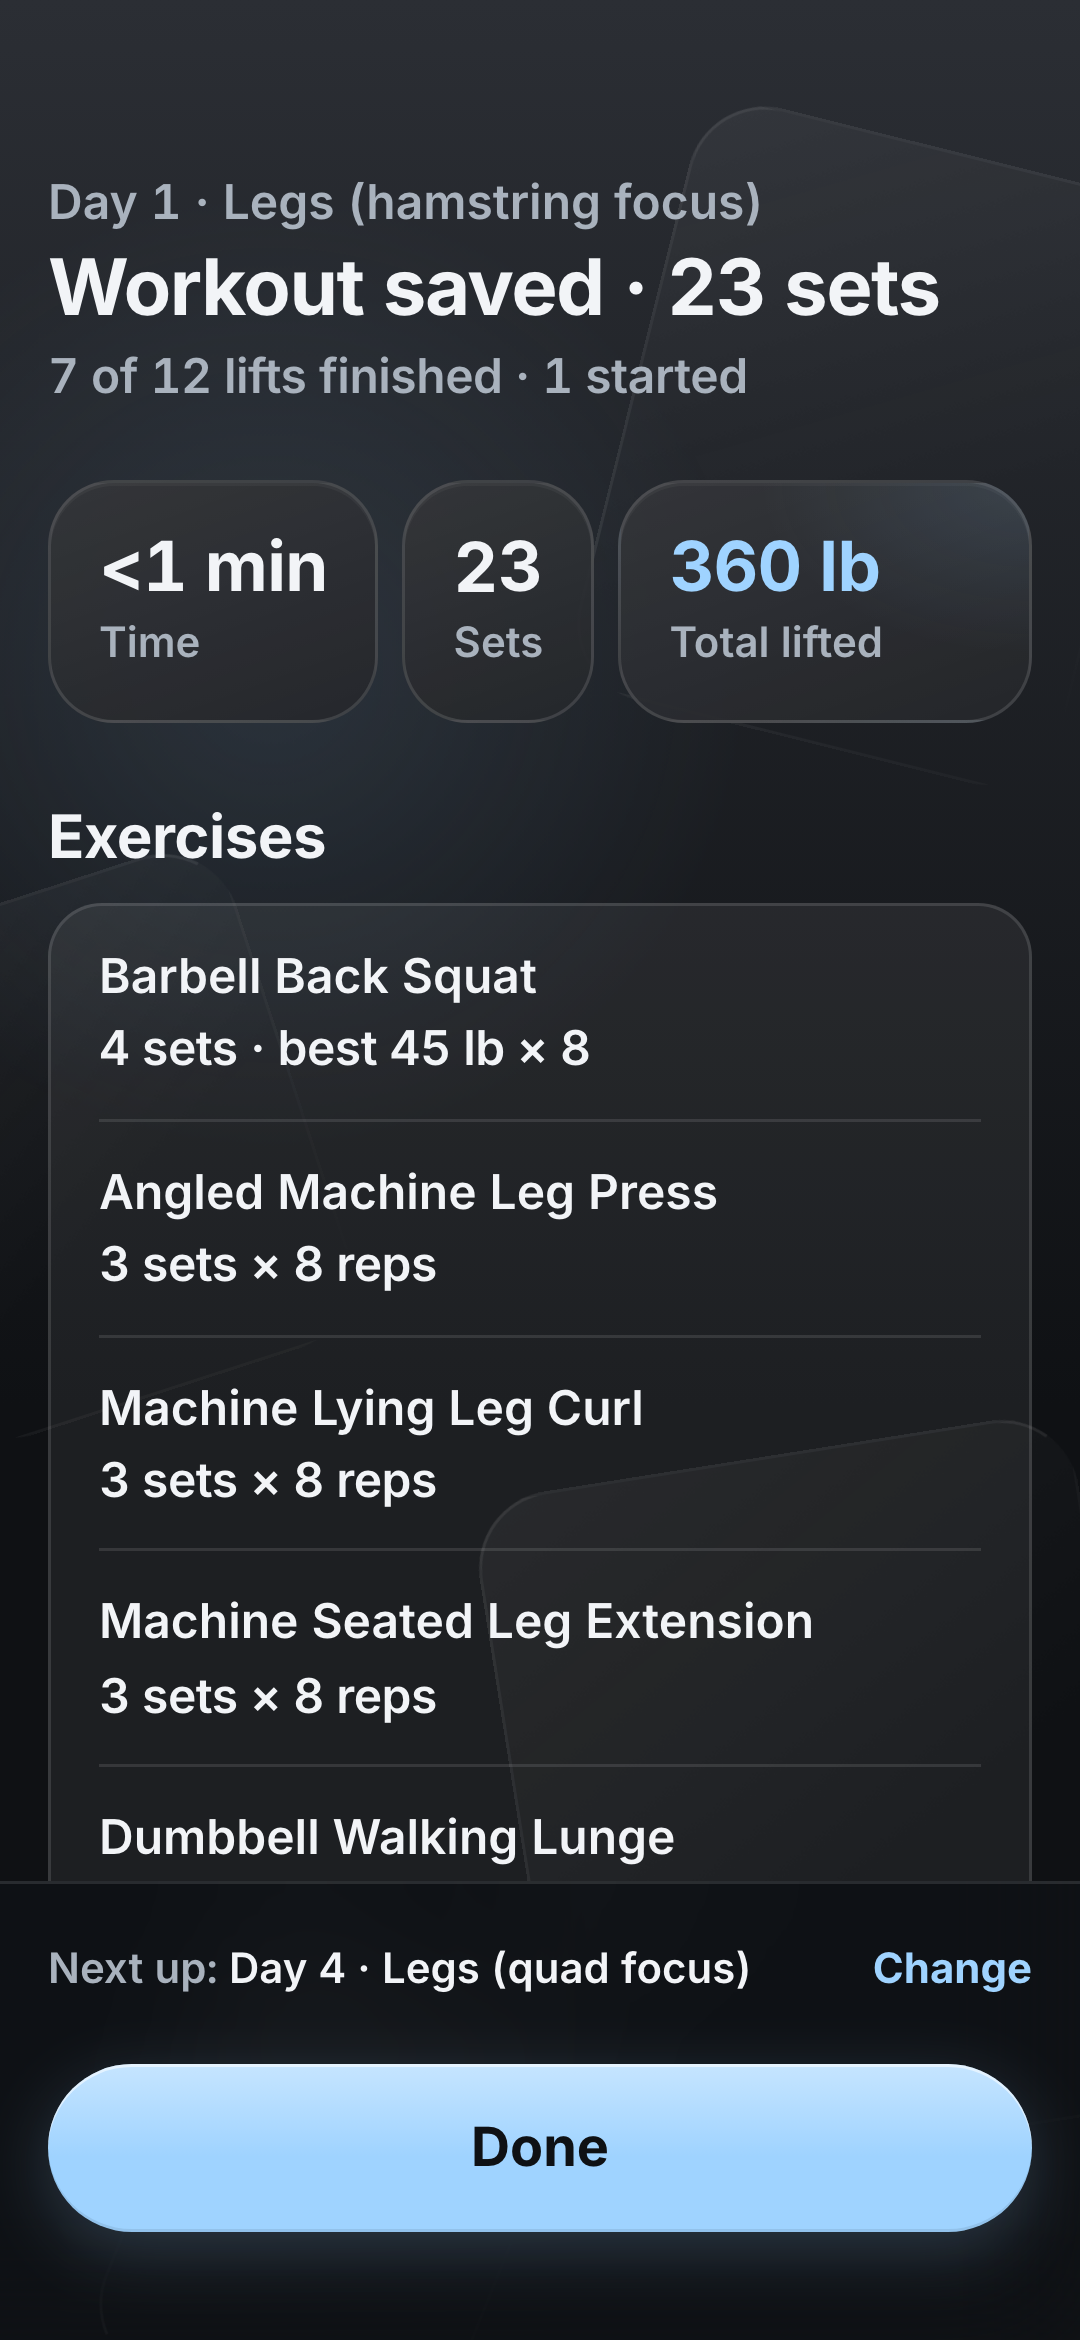 Day 1 · Legs (hamstring focus)
Workout saved · 23 sets
7 of 12 lifts finished · 1 started
<1 min
Time
23
Sets
360 lb
Total lifted
Exercises
Barbell Back Squat
4 sets · best 45 lb × 8
Angled Machine Leg Press
3 sets × 8 reps
Machine Lying Leg Curl
3 sets × 8 reps
Machine Seated Leg Extension
3 sets × 8 reps
Dumbbell Walking Lunge
Next up: Day 4 · Legs (quad focus)
Change
Done